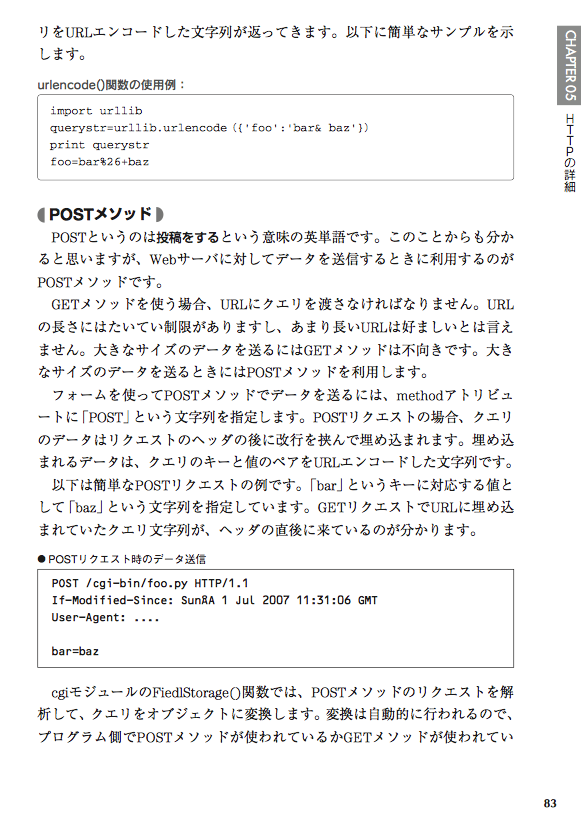 リをURLエンコードした文字列が返ってきます。以下に簡単なサンプルを示
します。
urlencode()関数の使用例：
import urllib
querystr=urllib.urlencode({'foo':'bar& baz'})
print querystr
foo=bar%26+baz
POSTメソッド
POSTというのは投稿をするという意味の英単語です。このことからも分か
ると思いますが、Webサーバに対してデータを送信するときに利用するのが
POSTメソッドです。
GETメソッドを使う場合、URLにクエリを渡さなければなりません。URL
の長さにはたいてい制限がありますし、あまり長いURLは好ましいとは言え
ません。大きなサイズのデータを送るにはGETメソッドは不向きです。大き
なサイズのデータを送るときにはPOSTメソッドを利用します。
フォームを使ってPOSTメソッドでデータを送るには、methodアトリビュ
ートに「POST」という文字列を指定します。POSTリクエストの場合、クエリ
のデータはリクエストのヘッダの後に改行を挟んで埋め込まれます。埋め込
まれるデータは、クエリのキーと値のペアをURLエンコードした文字列です。
以下は簡単なPOSTリクエストの例です。「bar」というキーに対応する値と
して「baz」という文字列を指定しています。GETリクエストでURLに埋め込
まれていたクエリ文字列が、ヘッダの直後に来ているのが分かります。
●POSTリクエスト時のデータ送信
POST /cgi-bin/foo.py HTTP/1.1
If-Modified-Since: Sun%A 1 Jul 2007 11:31:06 GMT
User-Agent: ....
bar=baz
cgiモジュールのFiedlStorage()関数では、POSTメソッドのリクエストを解
析して、クエリをオブジェクトに変換します。変換は自動的に行われるので、
プログラム側でPOSTメソッドが使われているかGETメソッドが使われてい
CHAPTER 05
HTTPの詳細
83